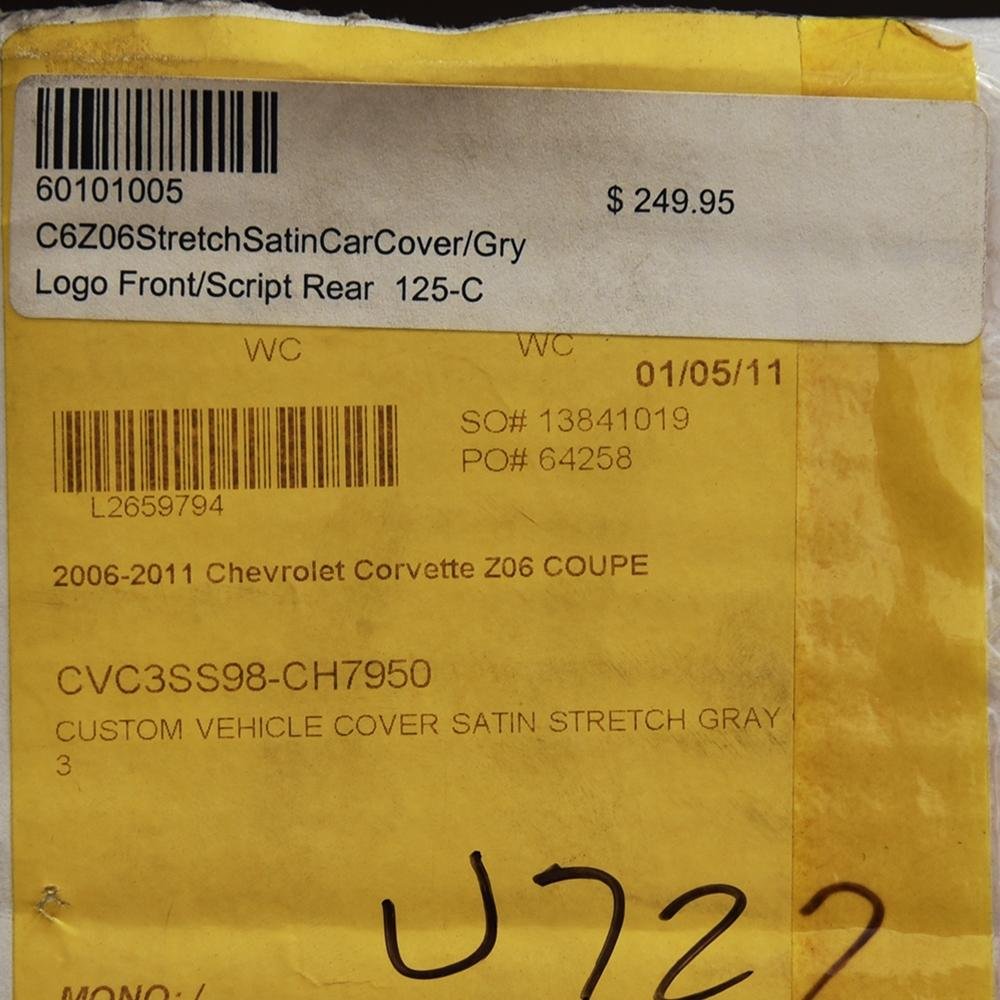 60101005
$ 249.95
C6Z06StretchSatinCarCover/Gry
Logo Front/Script Rear 125-C
WC WC
01/05/11
SO# 13841019
PO# 64258
L2659794
2006-2011 Chevrolet Corvette Z06 COUPE
CVC3SS98-CH7950
CUSTOM VEHICLE COVER SATIN STRETCH GRAY
3
MONO: /